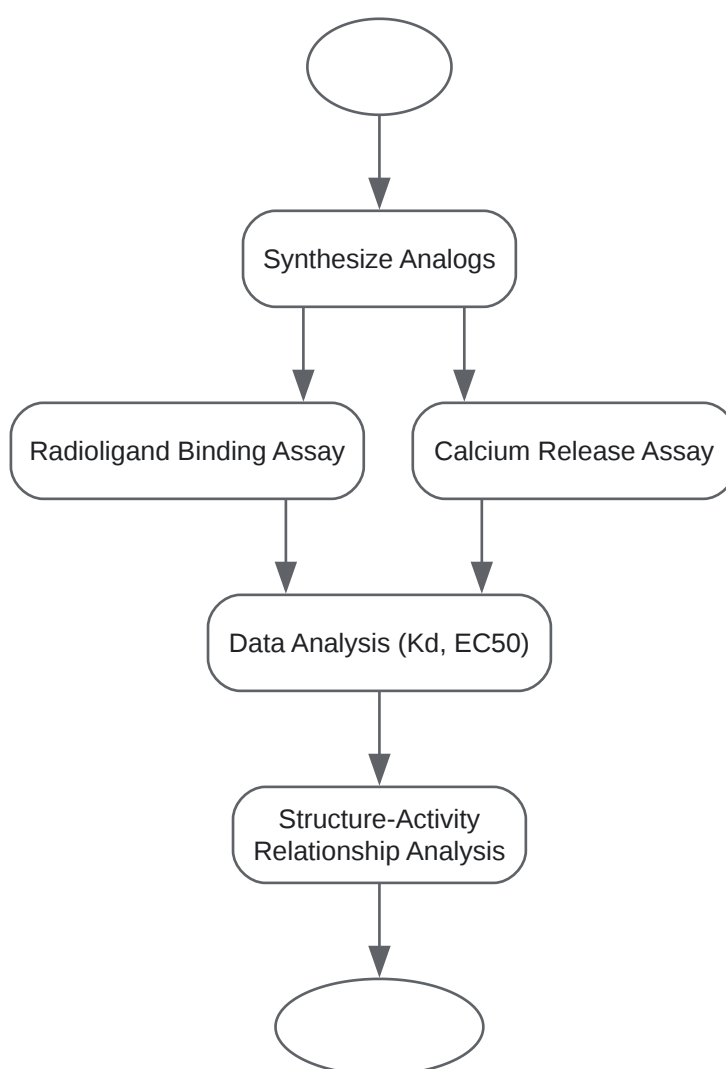 Synthesize Analogs
Radioligand Binding Assay
Calcium Release Assay
Data Analysis (Kd, EC50)
Structure-Activity
Relationship Analysis